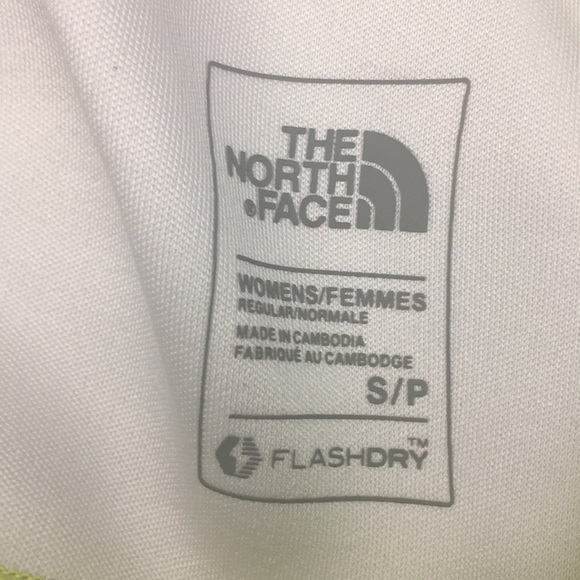 THE
NORTH
®FACE
WOMENS/FEMMES
REGULAR/NORMALE
MADE IN CAMBODIA
FABRIQUÉ AU CAMBODGE
S/P
FLASHDRY™